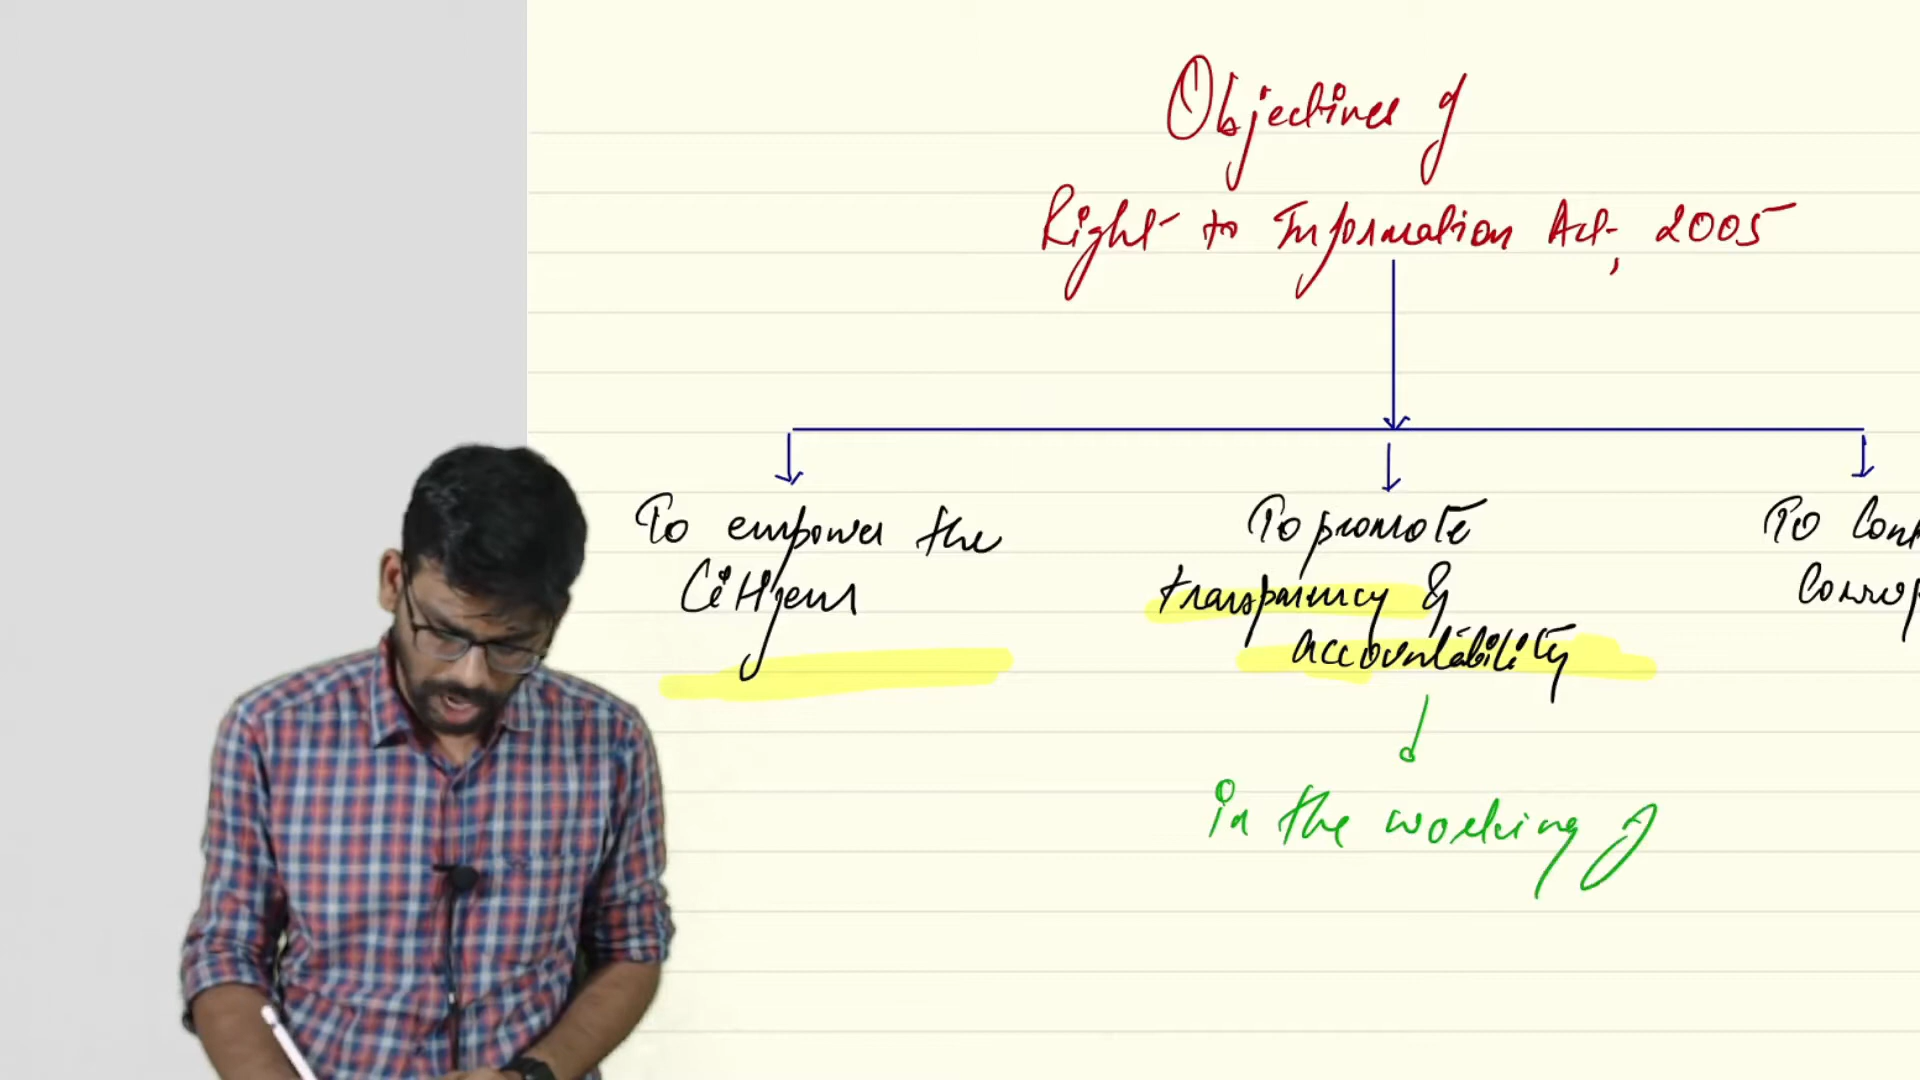 Objectives of
Right to Information Act, 2005
To empower the
Citizens
To promote
transparency &
accountability
in the working of
To